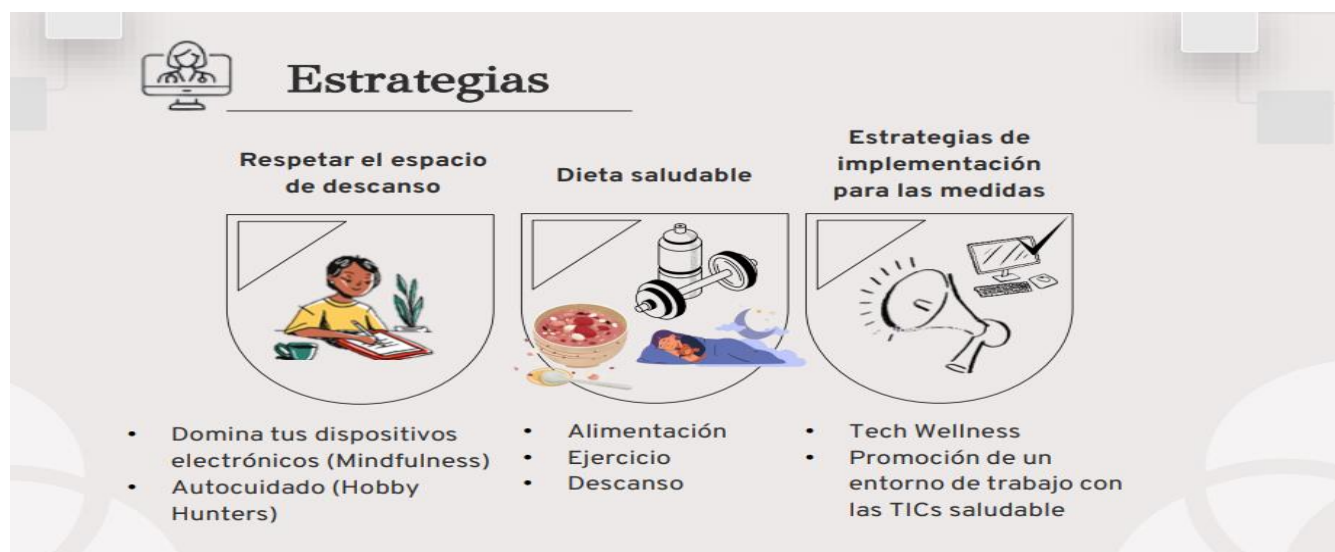 Estrategias
Respetar el espacio
de descanso
Dieta saludable
Estrategias de
implementación
para las medidas
• Domina tus dispositivos
electrónicos (Mindfulness)
• Autocuidado (Hobby
Hunters)
• Alimentación
• Ejercicio
• Descanso
• Tech Wellness
• Promoción de un
entorno de trabajo con
las TICs saludable